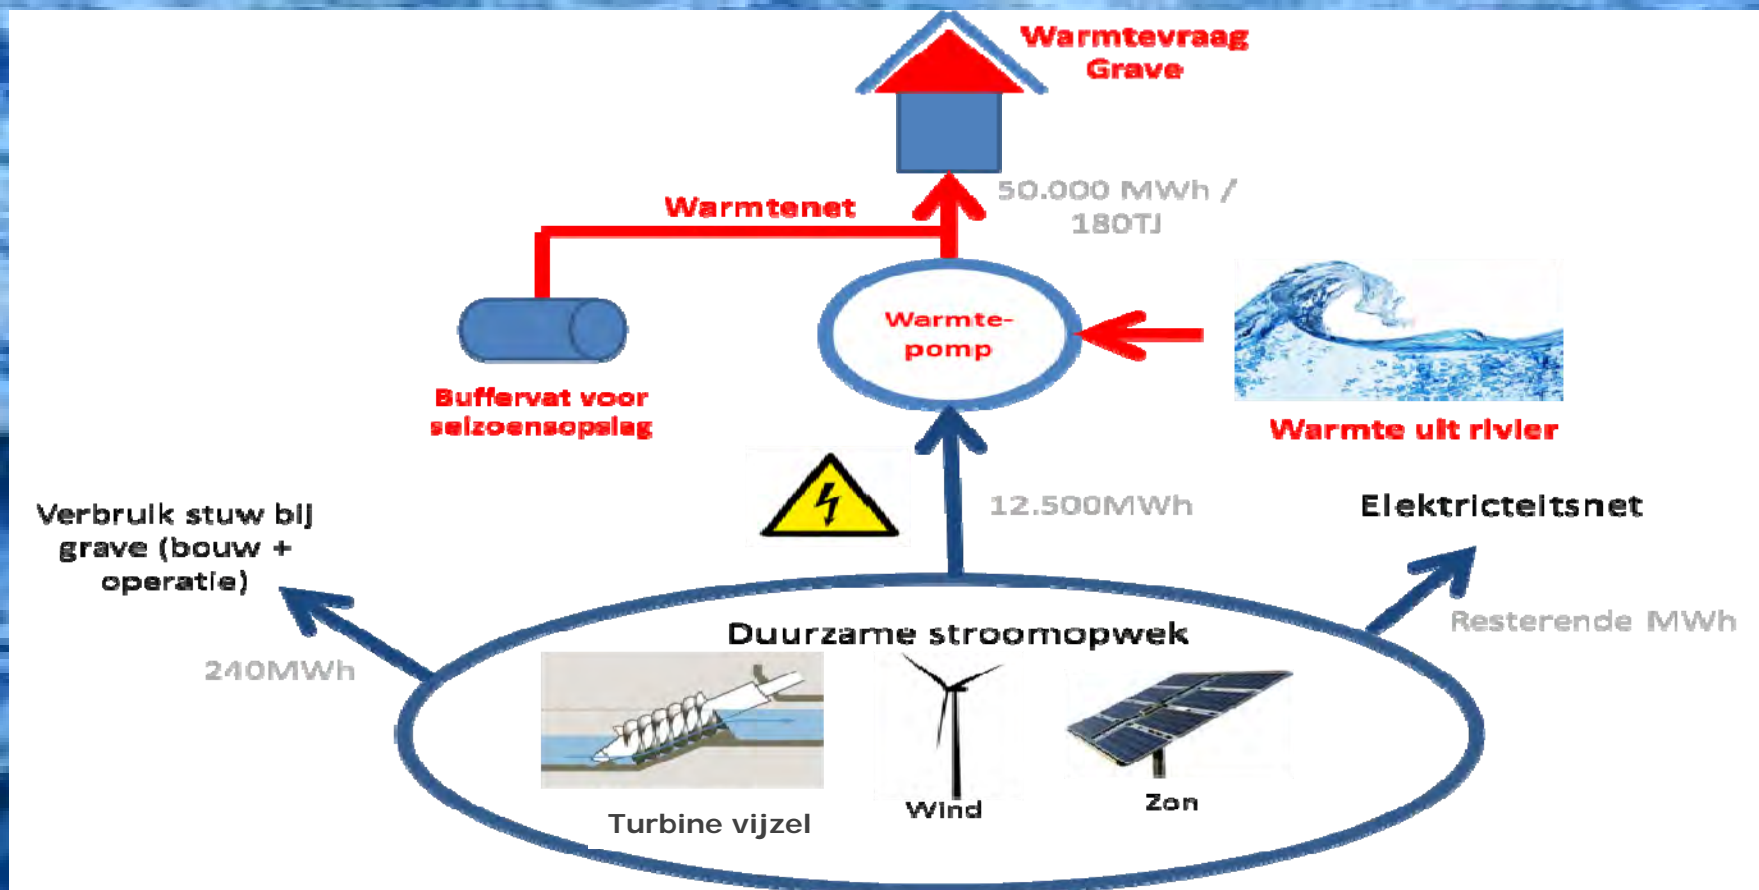 Warmtevraag
Grave
50.000 MWh /
180TJ
Warmtenet
Warmte-
pomp
Buffervat voor
seizoensopslag
Warmte uit rivier
12.500MWh
Verbruik stuw bij
grave (bouw +
operatie)
Elektriciteitsnet
240MWh
Resterende MWh
Duurzame stroomopwek
Turbine vijzel
Wind
Zon